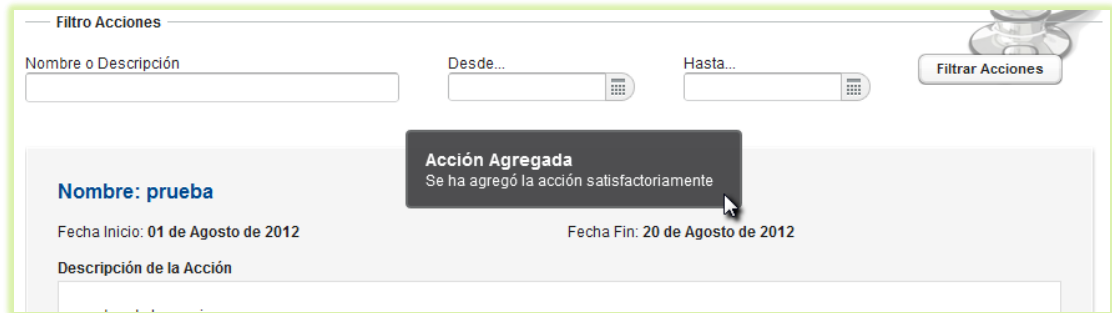 Filtro Acciones
Nombre o Descripción
Desde...
Hasta...
Filtrar Acciones
Acción Agregada
Se ha agregó la acción satisfactoriamente
Nombre: prueba
Fecha Inicio: 01 de Agosto de 2012
Fecha Fin: 20 de Agosto de 2012
Descripción de la Acción